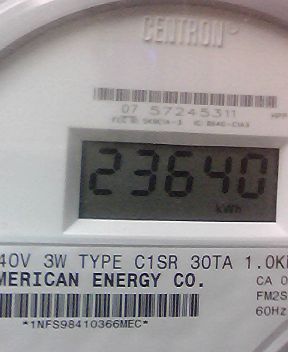 CENTRON®
07 57245311
23640
kWh
40V 3W TYPE C1SR 30TA 1.0K
MERICAN ENERGY CO.
CA 0
FM2S
60Hz
*1NFS98410366MEC*